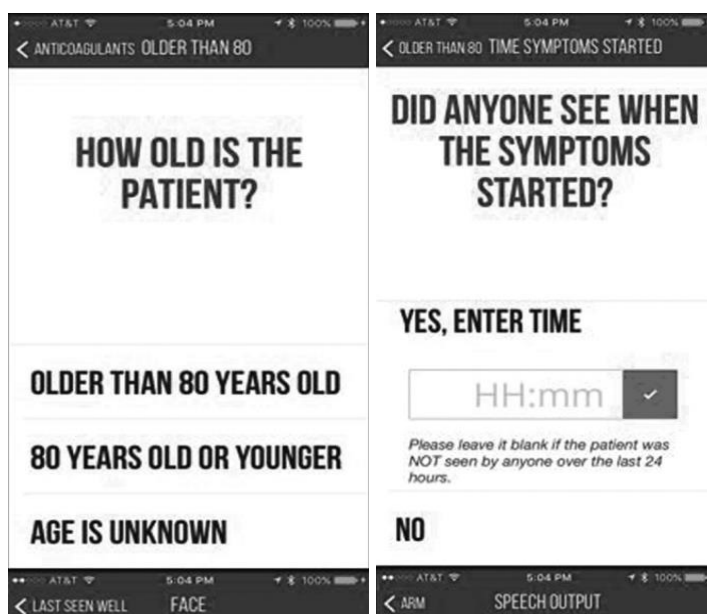 AT&T 5:04 PM 100%
ANTICOAGULANTS OLDER THAN 80
HOW OLD IS THE
PATIENT?
OLDER THAN 80 YEARS OLD
80 YEARS OLD OR YOUNGER
AGE IS UNKNOWN
AT&T 5:04 PM 100%
LAST SEEN WELL FACE
AT&T 5:04 PM 100%
OLDER THAN 80 TIME SYMPTOMS STARTED
DID ANYONE SEE WHEN
THE SYMPTOMS
STARTED?
YES, ENTER TIME
HH:mm
Please leave it blank if the patient was
NOT seen by anyone over the last 24
hours.
NO
AT&T 5:04 PM 100%
ARM SPEECH OUTPUT